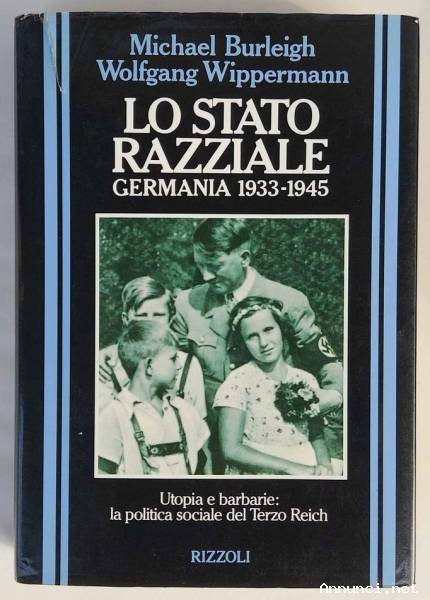 Michael Burleigh
Wolfgang Wippermann
LO STATO
RAZZIALE
GERMANIA 1933-1945
Utopia e barbarie:
la politica sociale del Terzo Reich
RIZZOLI
Annunci.net